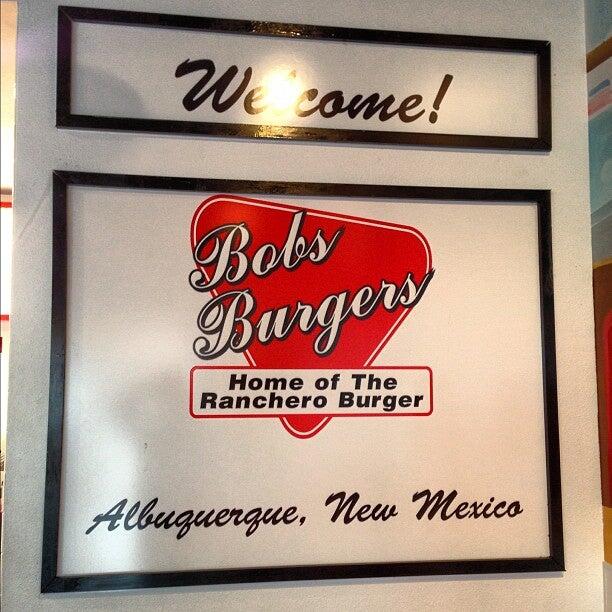 Welcome!
Bobs
Burgers
Home of The
Ranchero Burger
Albuquerque, New Mexico